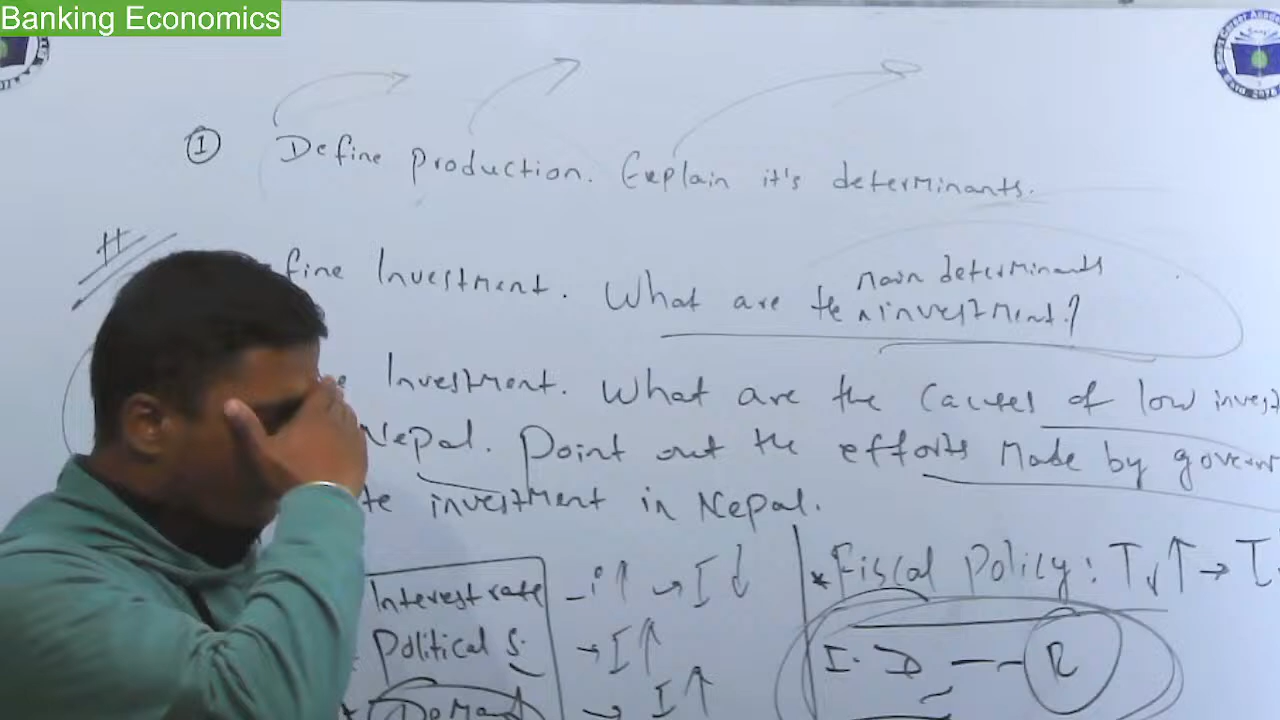 Banking Economics
① Define production. Explain it's determinants.
fine Investment. What are the main determinants
investment?
Investment. What are the causes of low invest
Nepal. Point out the efforts made by govern
te investment in Nepal.
Interest rate – i↑ → I↓
Political S. → I↑
* Demand → I↑
* Fiscal Policy: T↓↑ → I
I. D -- R